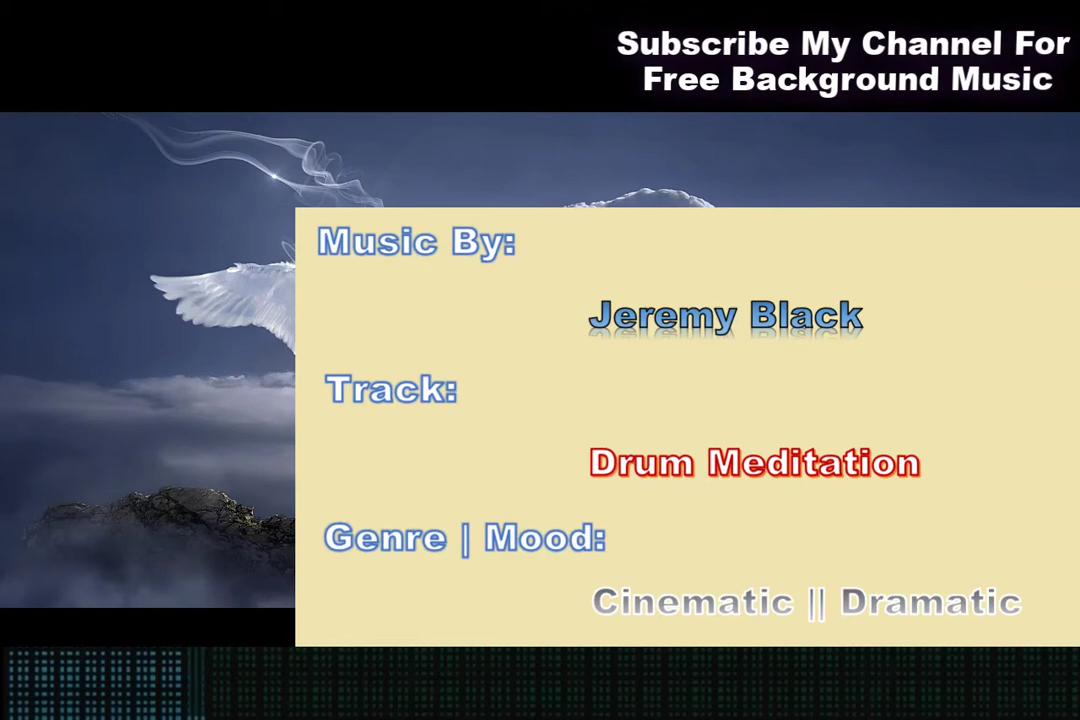 Subscribe My Channel For
Free Background Music
Music By:
Jeremy Black
Track:
Drum Meditation
Genre | Mood:
Cinematic || Dramatic